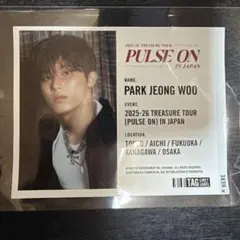 2025-26 TREASURE TOUR
PULSE ON
IN JAPAN
NAME.
PARK JEONG WOO
EVENT.
2025-26 TREASURE TOUR
[PULSE ON] IN JAPAN
LOCATION.
TOKYO / AICHI / FUKUOKA /
KANAGAWA / OSAKA
TAG
HERE